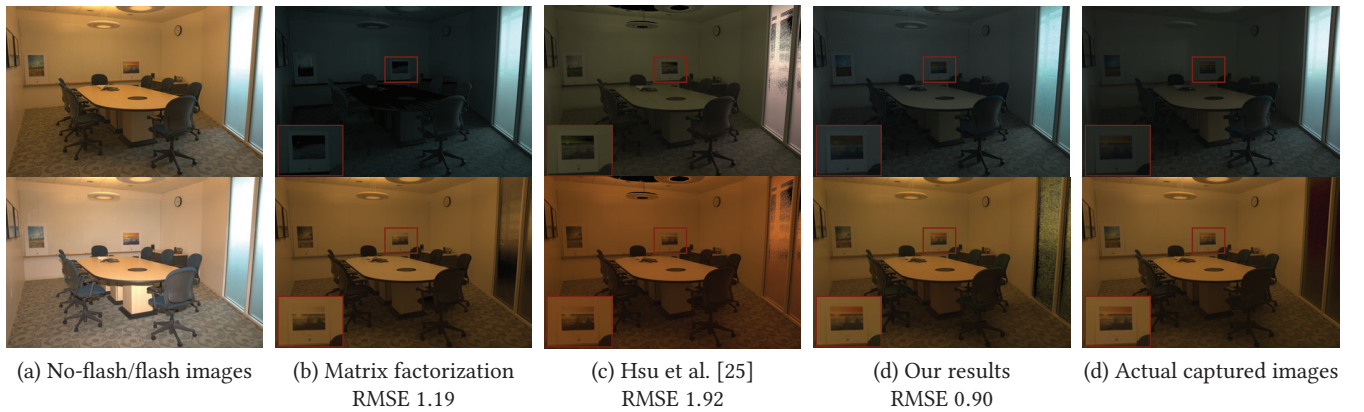 (a) No-flash/flash images
(b) Matrix factorization
RMSE 1.19
(c) Hsu et al. [25]
RMSE 1.92
(d) Our results
RMSE 0.90
(d) Actual captured images